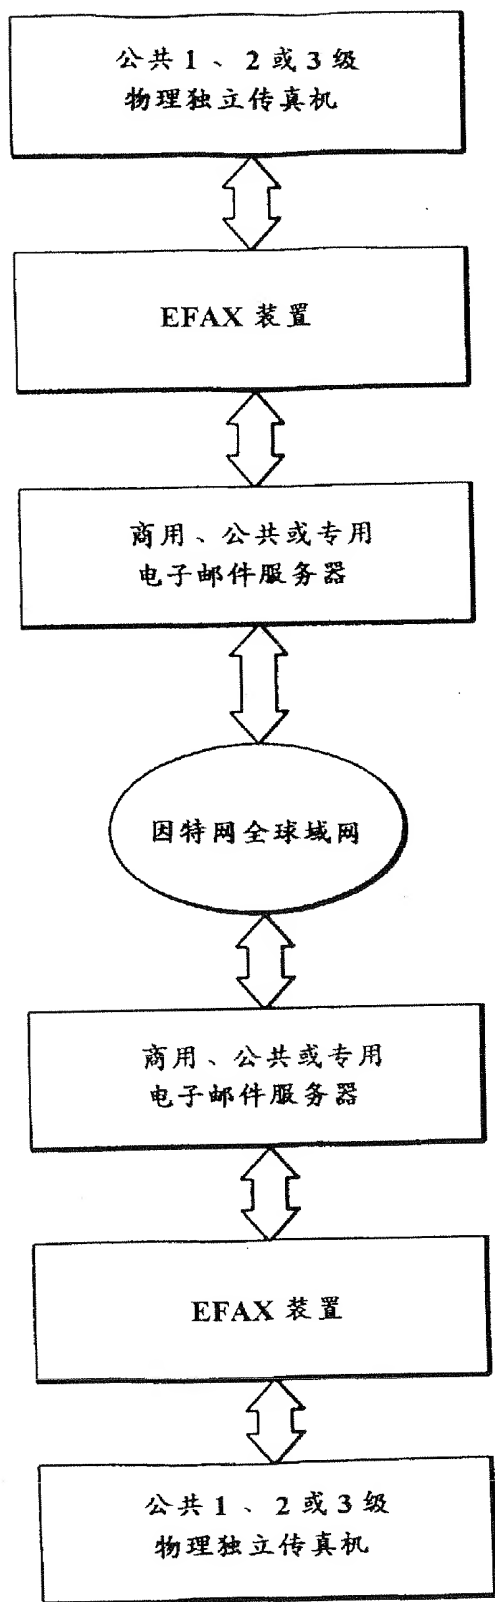 公共1、2或3级
物理独立传真机
EFAX 装置
商用、公共或专用
电子邮件服务器
因特网全球域网
商用、公共或专用
电子邮件服务器
EFAX 装置
公共1、2或3级
物理独立传真机